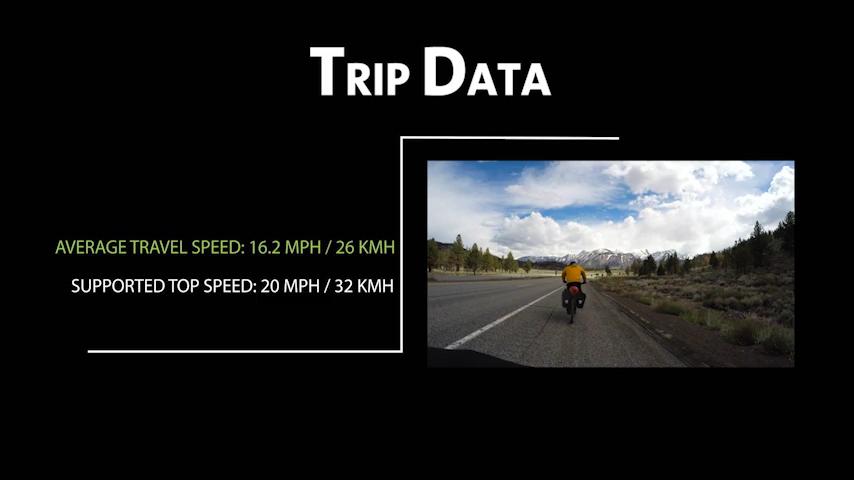 TRIP DATA
AVERAGE TRAVEL SPEED: 16.2 MPH / 26 KMH
SUPPORTED TOP SPEED: 20 MPH / 32 KMH